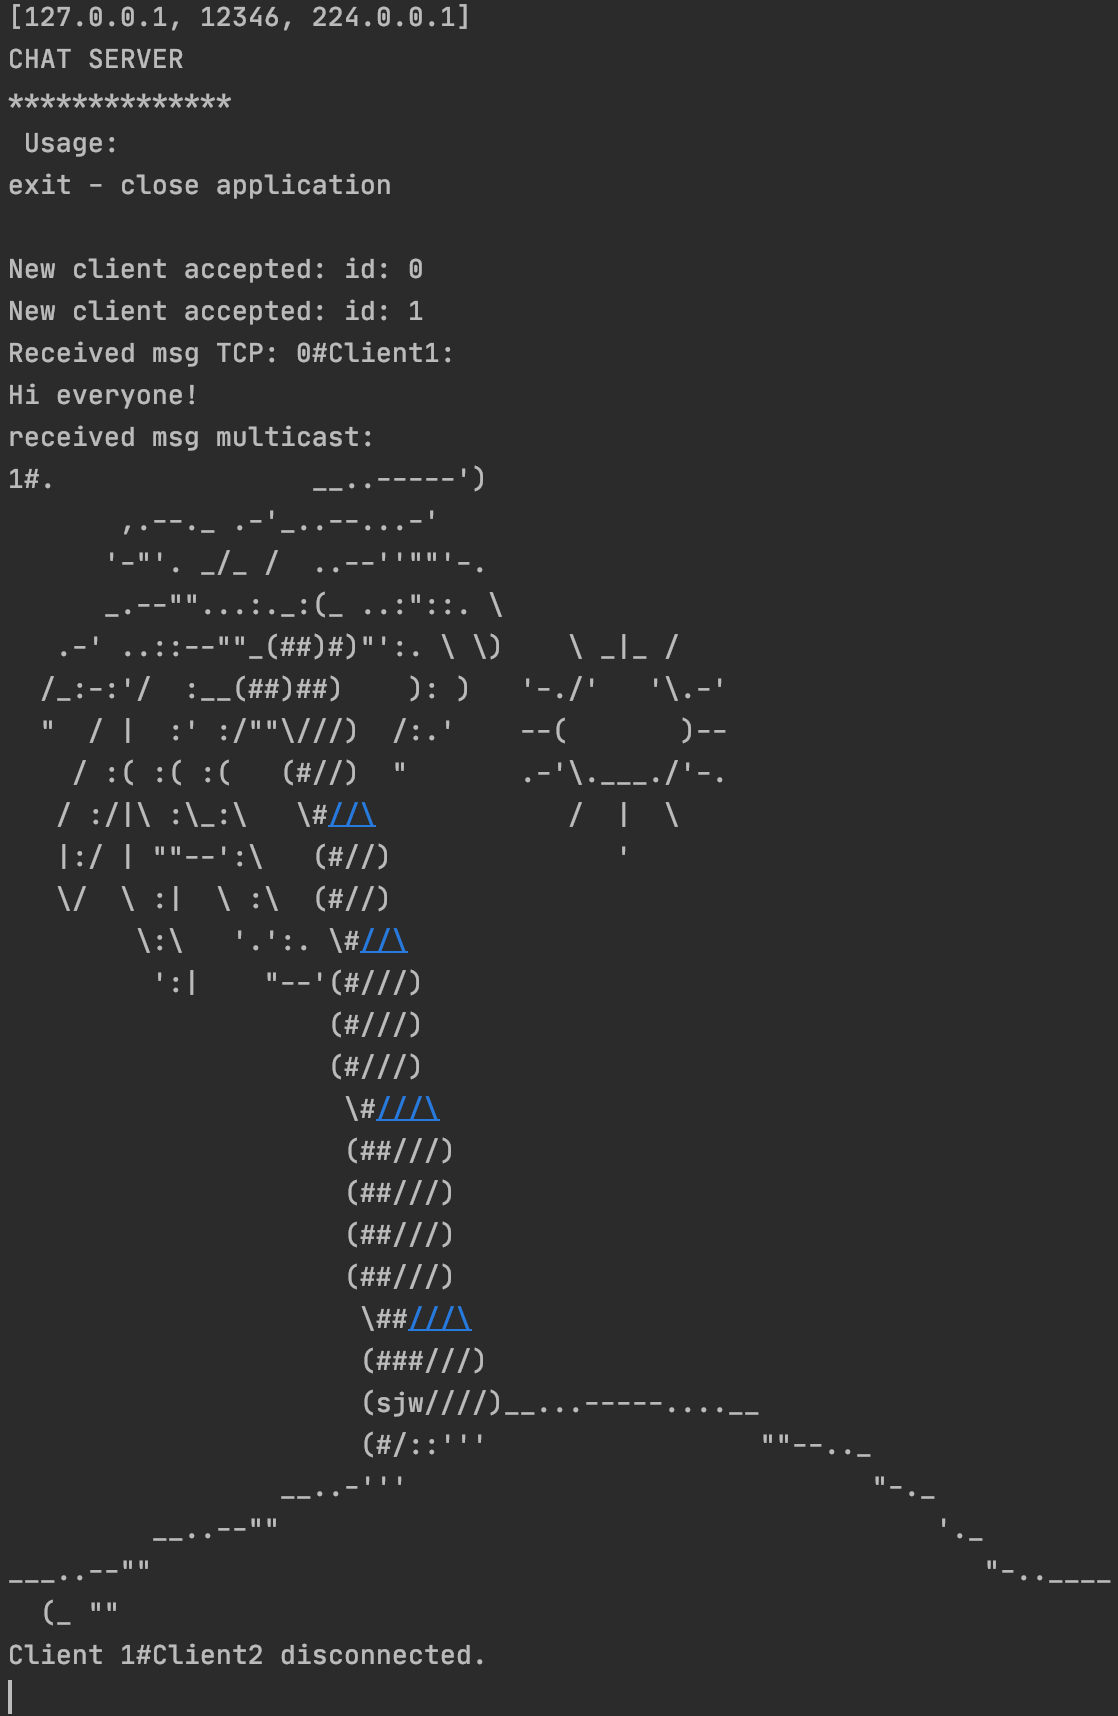 [127.0.0.1, 12346, 224.0.0.1]
CHAT SERVER
**************
 Usage:
exit - close application

New client accepted: id: 0
New client accepted: id: 1
Received msg TCP: 0#Client1:
Hi everyone!
received msg multicast:
1#.                __..-----')
       ,.--._ .-'_..--...-'
      '-"'. _/_ /  ..--''""'-.
      _.--""...:._:(_ ..:"::. \
   .-' ..::--""_(##)#)"':. \ \)    \ _|_ /
  /_:-:'/  :__(##)##)    ): )   '-./'   '\.-'
  "  / |  :' :/""\///)  /:.'    --(       )--
    / :( :( :(   (#//)  "       .-'\.___./'-.
   / :/|\ :\_:\   \#//\            /  |  \
   |:/ | ""--':\   (#//)              '
   \/  \ :|  \ :\  (#//)
        \:\   '.':. \#//\
         ':|    "--'(#///)
                    (#///)
                    (#///)
                     \#///\
                     (##///)
                     (##///)
                     (##///)
                     (##///)
                      \##///\
                      (###///)
                      (sjw////)__...-----....__
                      (#/::'''                 ""--.._
                 __..-'''                             "-._
         __..--""                                         '._
___..--""                                                    "-..____
  (_ ""
Client 1#Client2 disconnected.